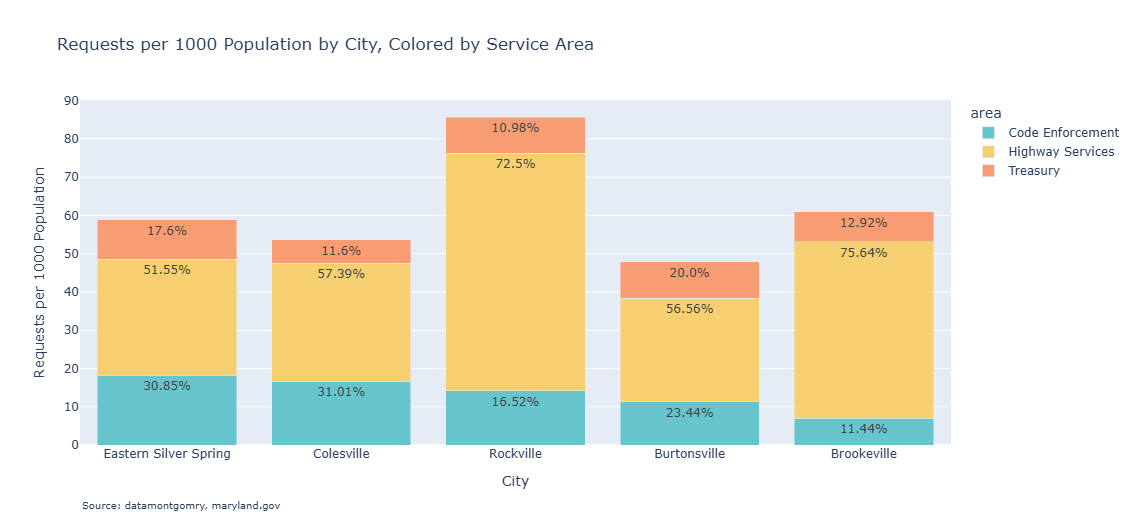 Requests per 1000 Population by City, Colored by Service Area
90
80
70
60
50
40
30
20
10
0
Requests per 1000 Population
17.6%
51.55%
30.85%
11.6%
57.39%
31.01%
10.98%
72.5%
16.52%
20.0%
56.56%
23.44%
12.92%
75.64%
11.44%
Eastern Silver Spring
Colesville
Rockville
Burtonsville
Brookeville
City
area
Code Enforcement
Highway Services
Treasury
Source: datamontgomry, maryland.gov